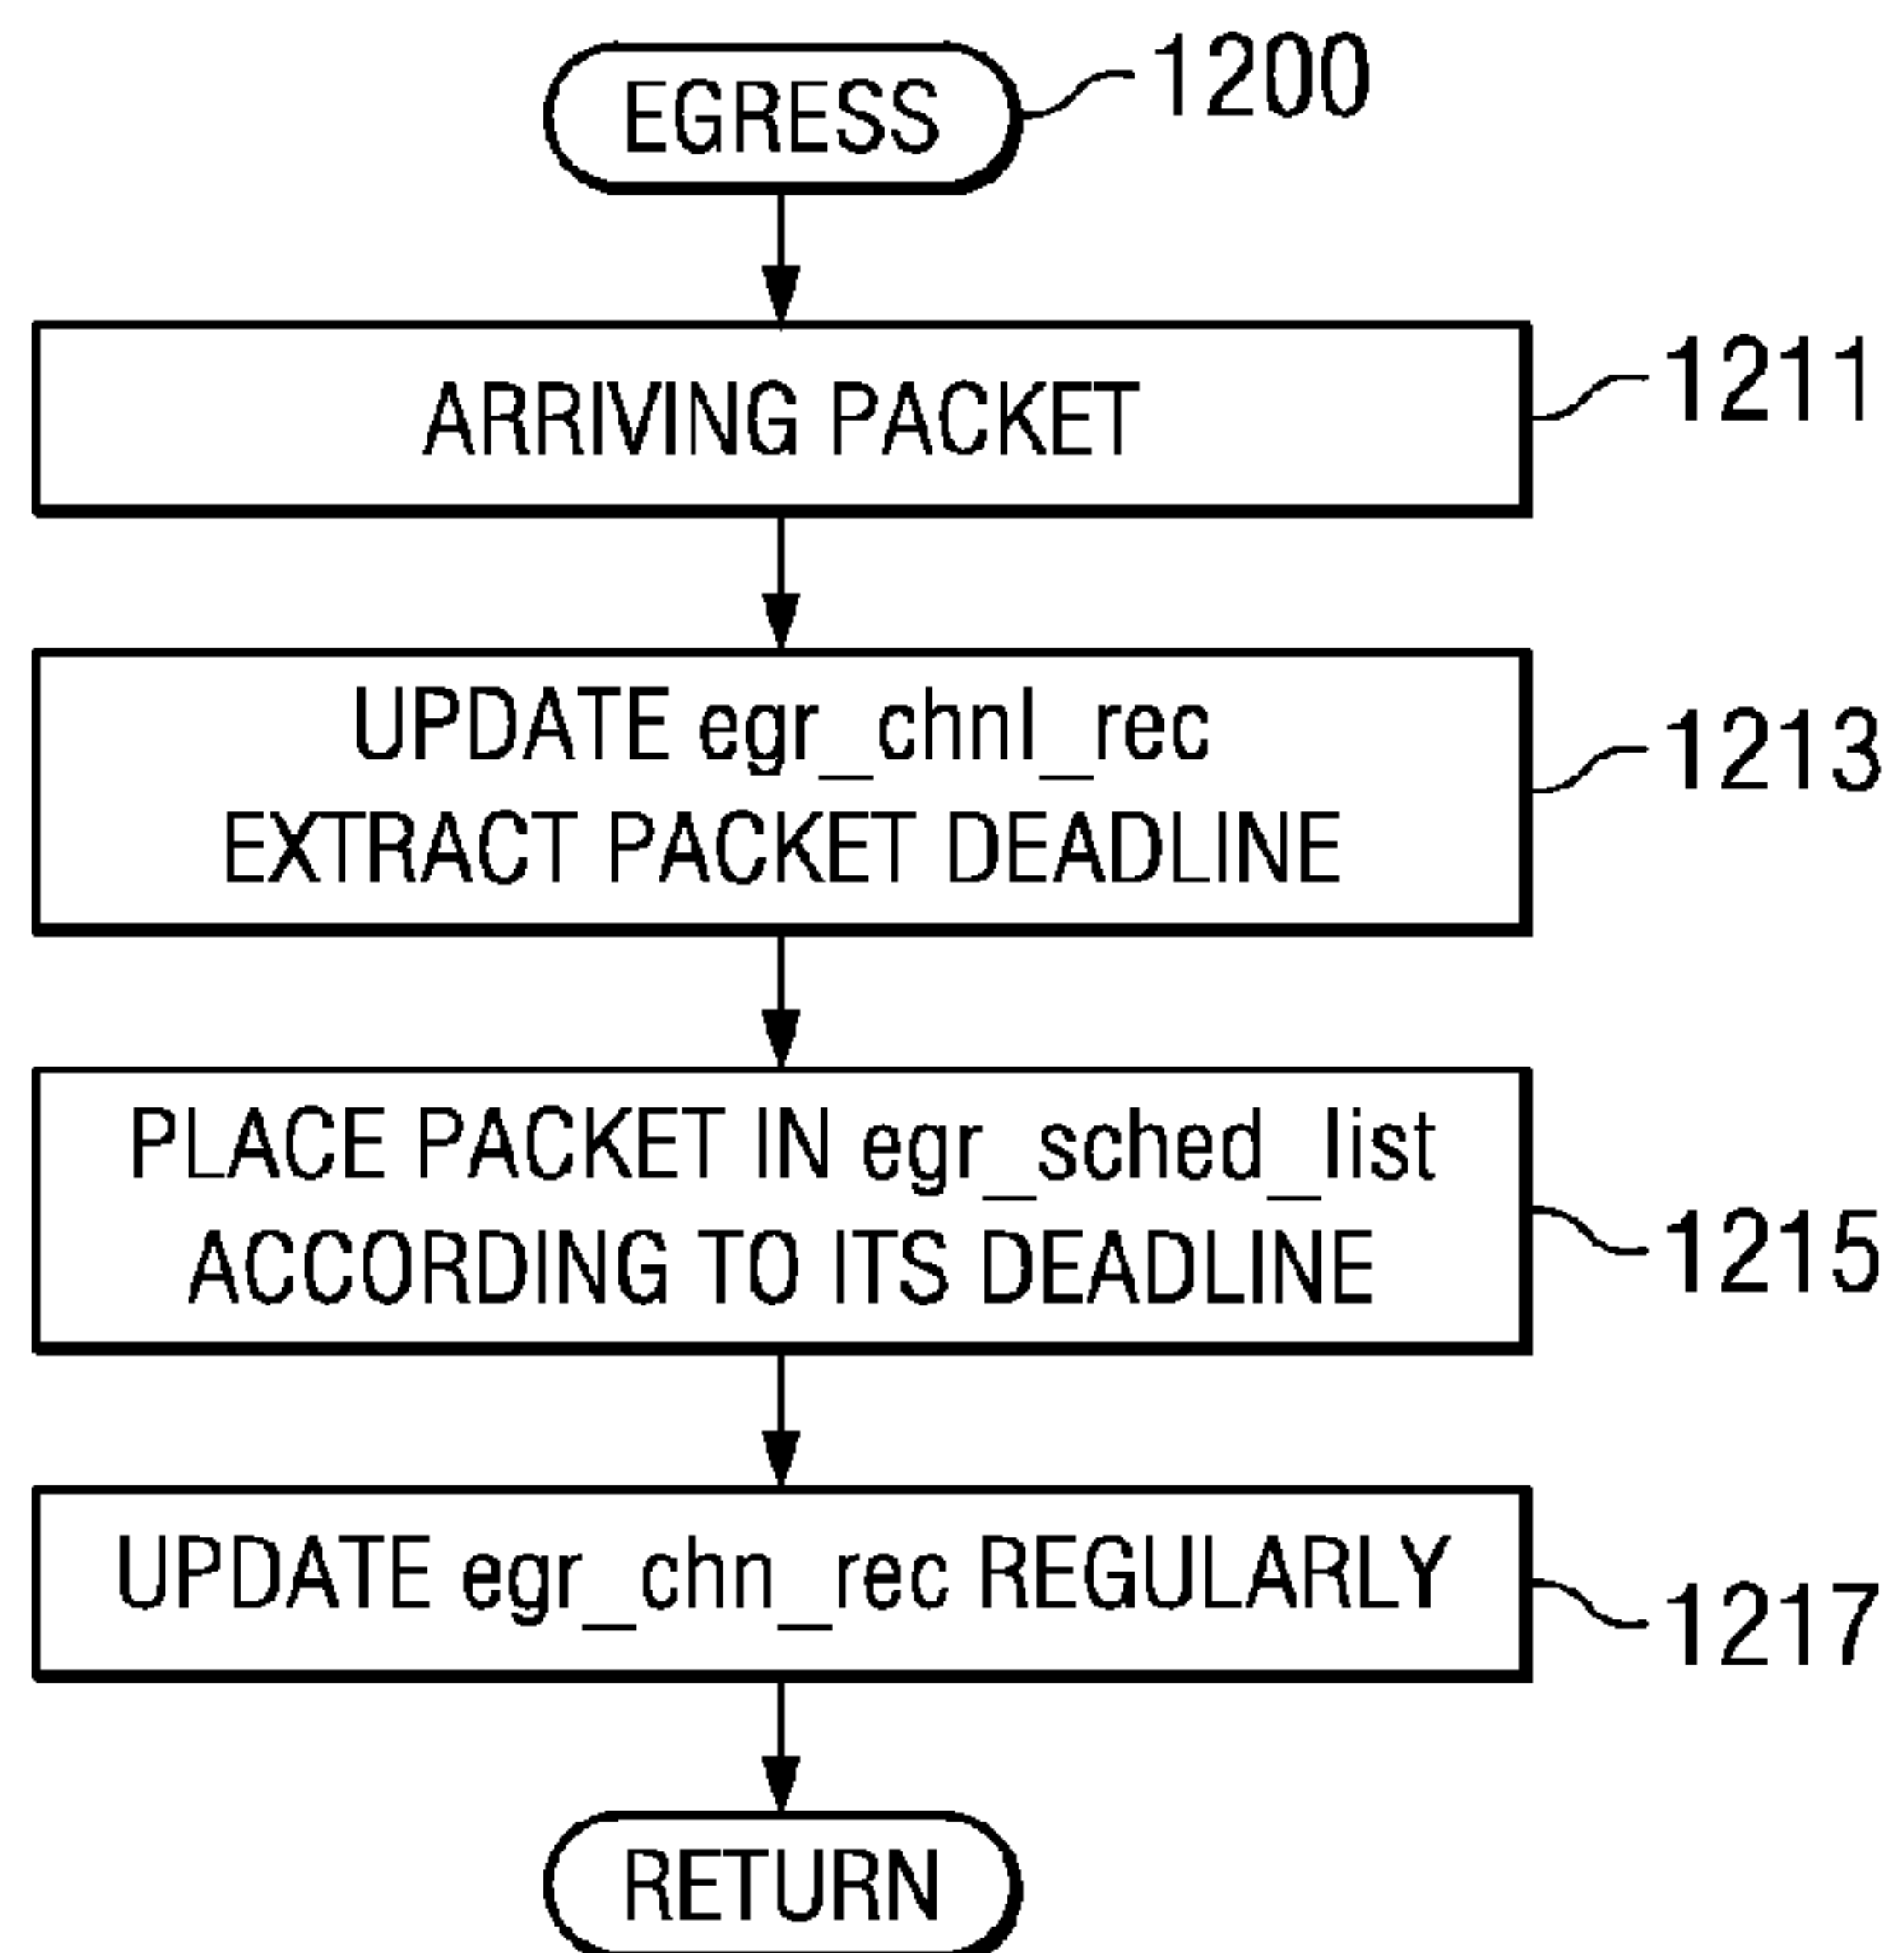 EGRESS
1200
ARRIVING PACKET
1211
UPDATE egr_chnl_rec
EXTRACT PACKET DEADLINE
1213
PLACE PACKET IN egr_sched_list
ACCORDING TO ITS DEADLINE
1215
UPDATE egr_chn_rec REGULARLY
1217
RETURN